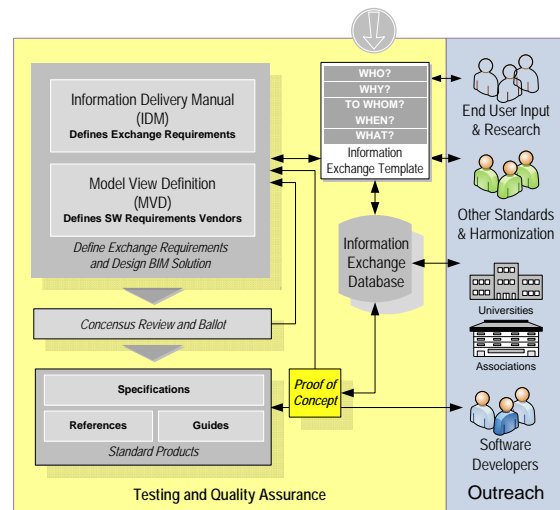 Information Delivery Manual
(IDM)
Defines Exchange Requirements
Model View Definition
(MVD)
Defines SW Requirements Vendors
Define Exchange Requirements
and Design BIM Solution
Concensus Review and Ballot
Specifications
References
Guides
Standard Products
WHO?
WHY?
TO WHOM?
WHEN?
WHAT?
Information
Exchange Template
Information
Exchange
Database
Proof of
Concept
Testing and Quality Assurance
End User Input
& Research
Other Standards
& Harmonization
Universities
Associations
Software
Developers
Outreach